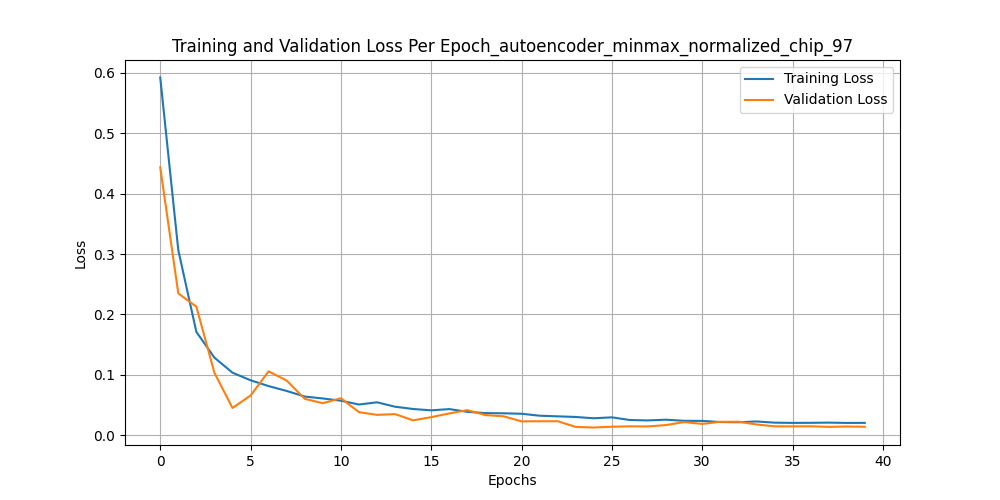 Training and Validation Loss Per Epoch_autoencoder_minmax_normalized_chip_97
Training Loss
Validation Loss
0.6
0.5
0.4
0.3
0.2
0.1
0.0
Loss
0 5 10 15 20 25 30 35 40
Epochs